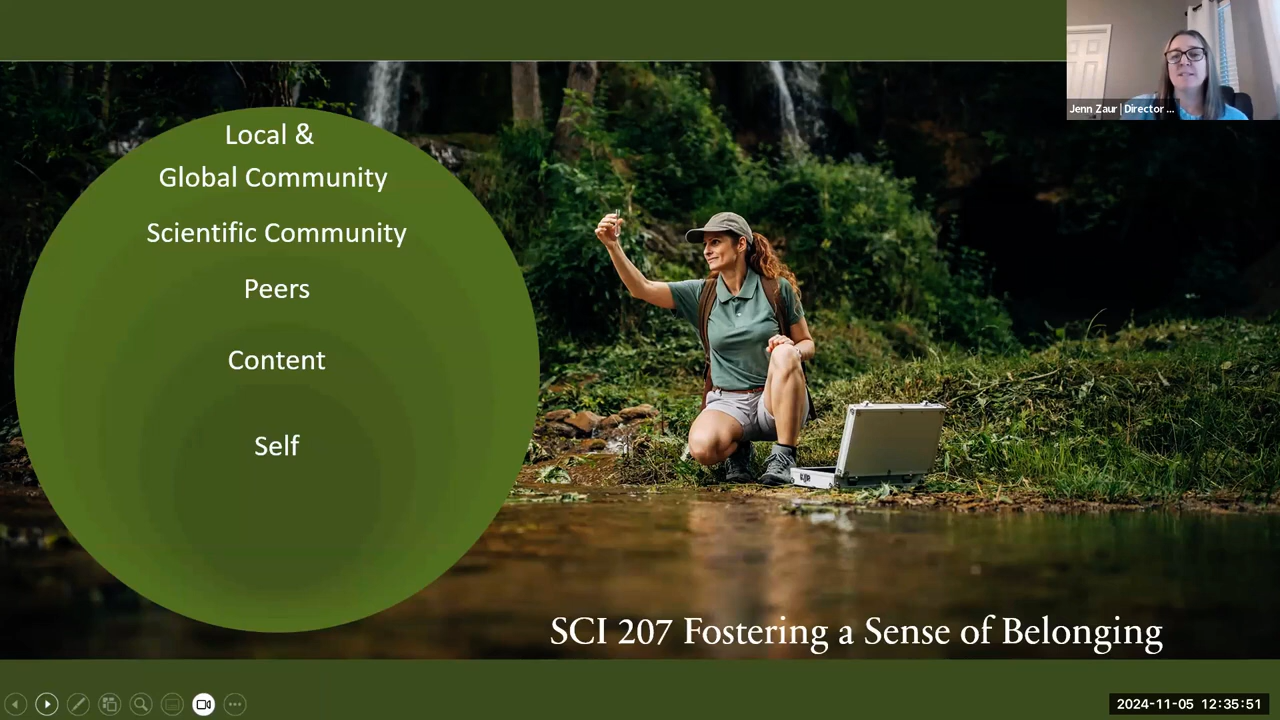 Jenn Zaur | Director ...
Local &
Global Community
Scientific Community
Peers
Content
Self
SCI 207 Fostering a Sense of Belonging
2024-11-05 12:35:51